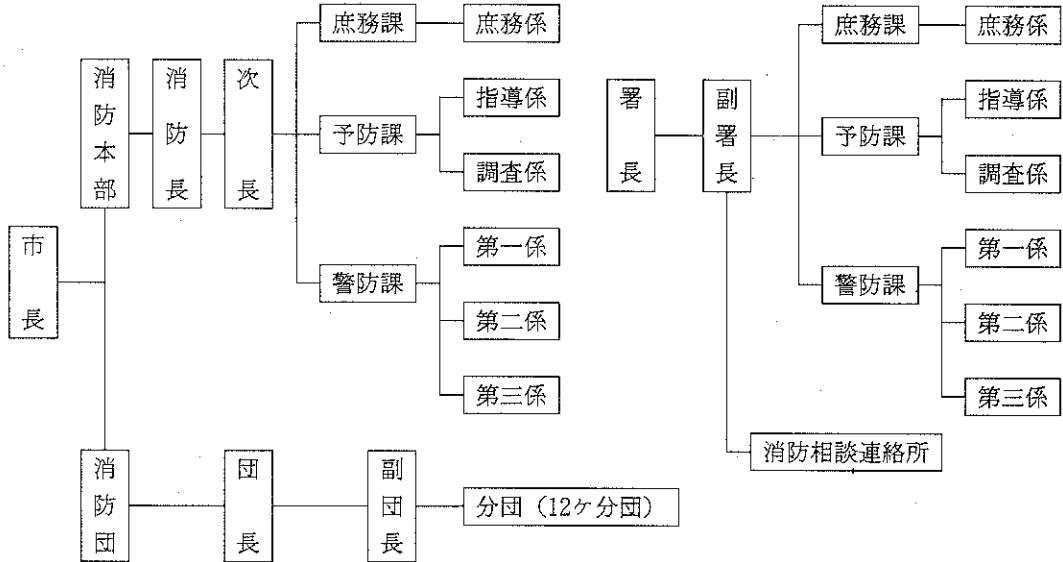 市長
消防本部
消防長
次長
庶務課
庶務係
予防課
指導係
調査係
警防課
第一係
第二係
第三係
消防団
団長
副団長
分団（12ケ分団）
署長
副署長
庶務課
庶務係
予防課
指導係
調査係
警防課
第一係
第二係
第三係
消防相談連絡所